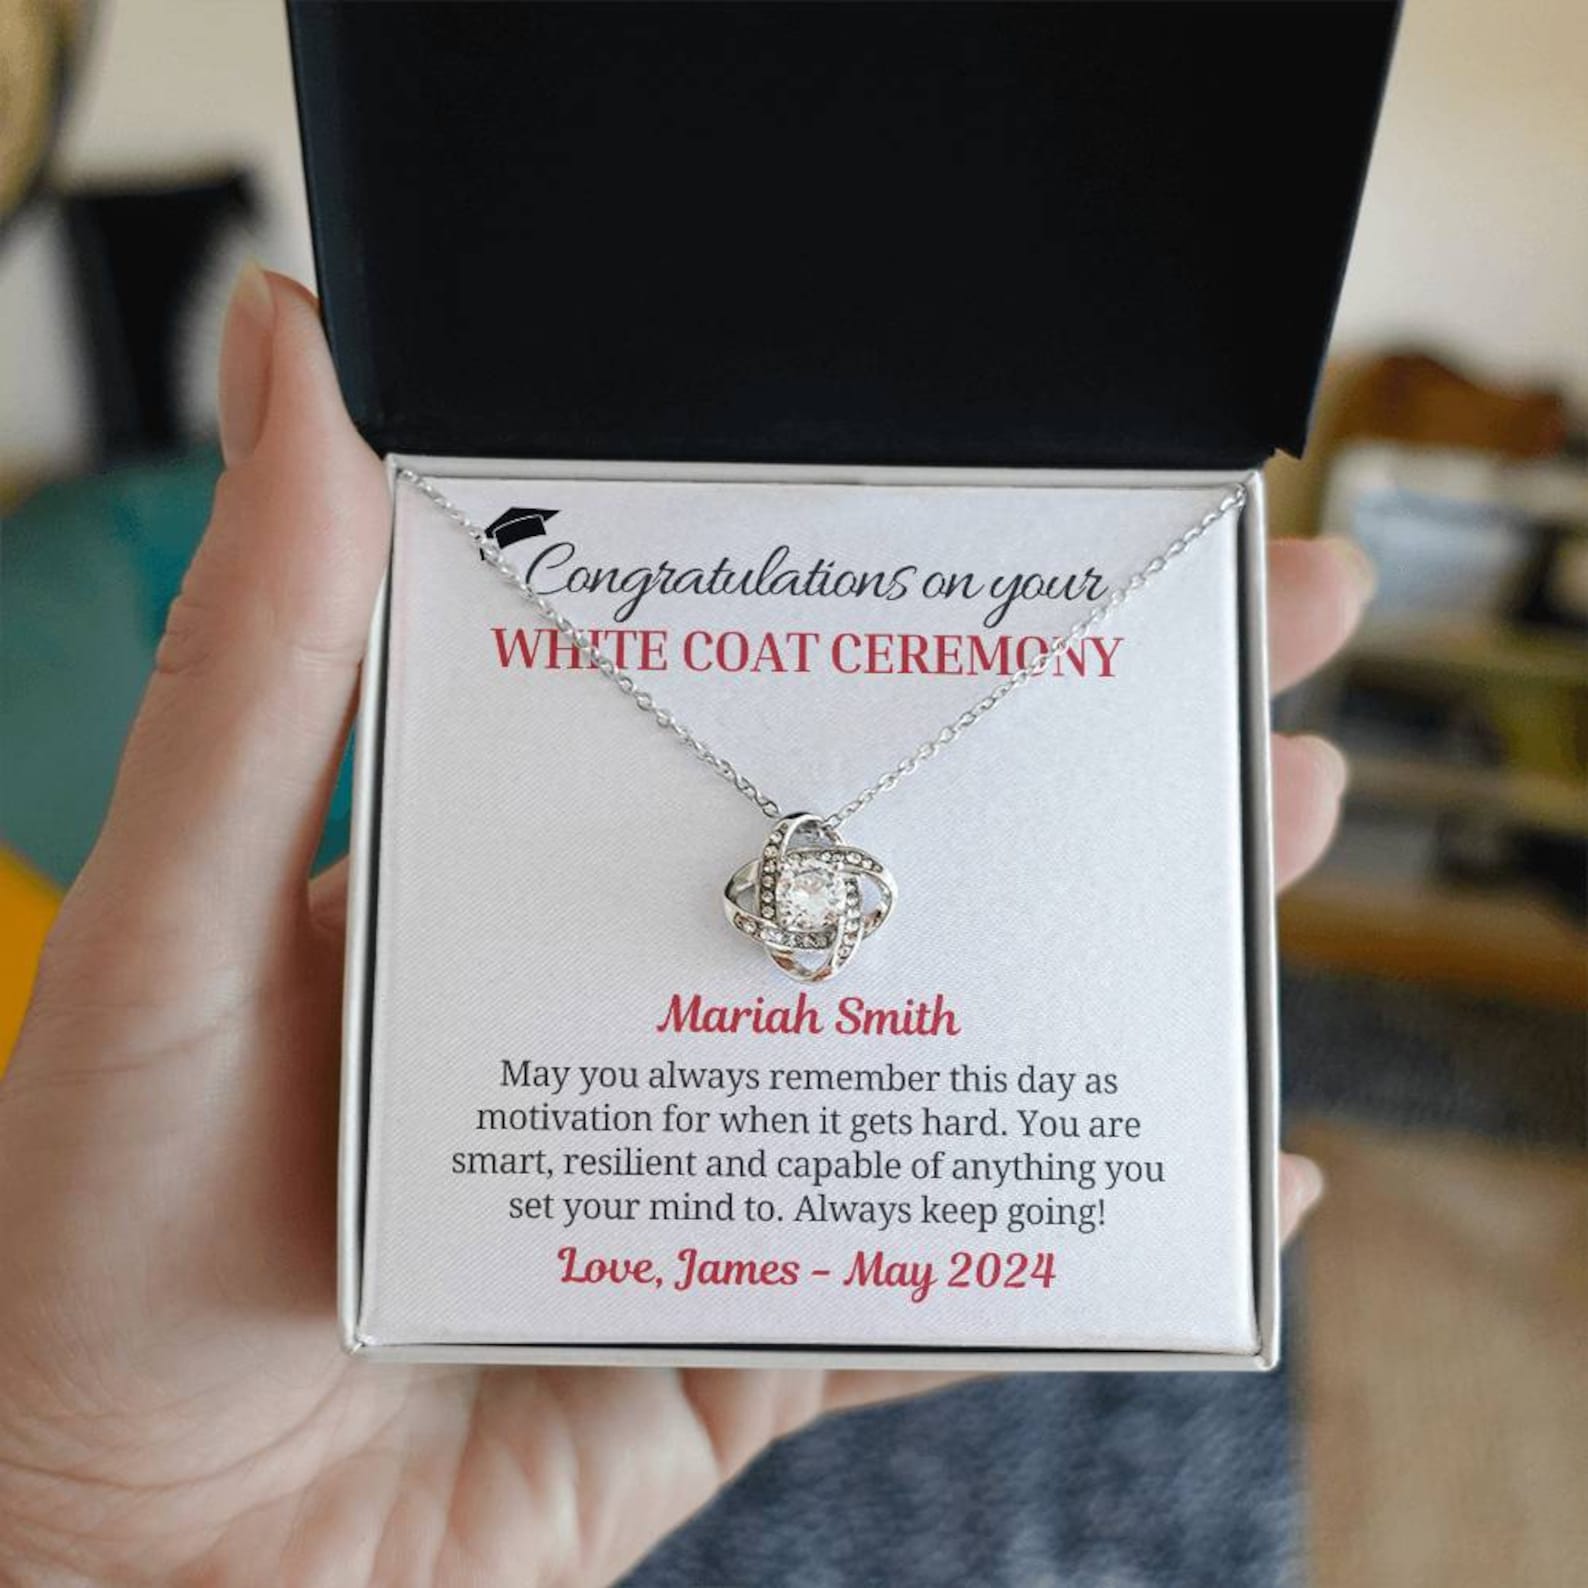 Congratulations on your
WHITE COAT CEREMONY
Mariah Smith
May you always remember this day as
motivation for when it gets hard. You are
smart, resilient and capable of anything you
set your mind to. Always keep going!
Love, James - May 2024